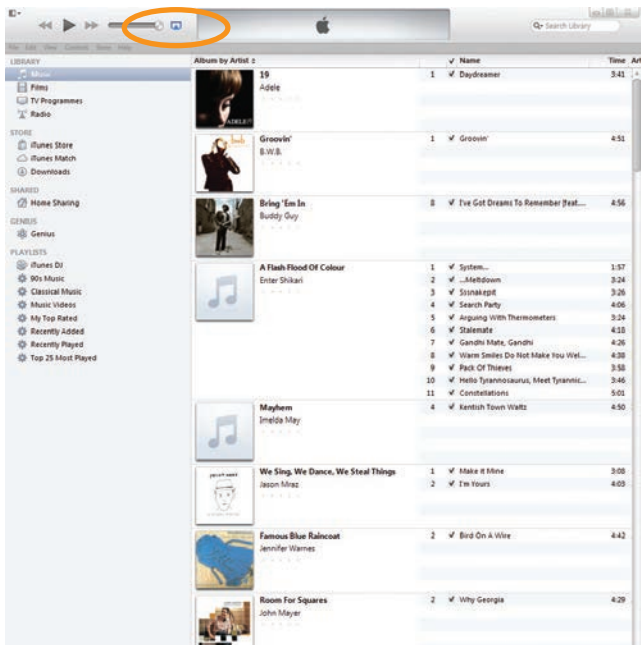 Search Library
File Edit View Controls Store Help
LIBRARY
Music
Films
TV Programmes
Radio
STORE
iTunes Store
iTunes Match
Downloads
SHARED
Home Sharing
GENIUS
Genius
PLAYLISTS
iTunes DJ
90s Music
Classical Music
Music Videos
My Top Rated
Recently Added
Recently Played
Top 25 Most Played
Album by Artist ✓ Name Time Art
19 1 ✓ Daydreamer 3:41
Adele
ADELE19
Groovin' 1 ✓ Groovin' 4:51
B.W.B.
bwb
Bring 'Em In 8 ✓ I've Got Dreams To Remember [feat.... 4:56
Buddy Guy
A Flash Flood Of Colour 1 ✓ System... 1:57
Enter Shikari 2 ✓ ...Meltdown 3:24
3 ✓ Sssnakepit 3:26
4 ✓ Search Party 4:06
5 ✓ Arguing With Thermometers 3:24
6 ✓ Stalemate 4:18
7 ✓ Gandhi Mate, Gandhi 4:26
8 ✓ Warm Smiles Do Not Make You Wel... 4:38
9 ✓ Pack Of Thieves 3:58
10 ✓ Hello Tyrannosaurus, Meet Tyrannic... 3:46
11 ✓ Constellations 5:01
Mayhem 4 ✓ Kentish Town Waltz 4:50
Imelda May
We Sing, We Dance, We Steal Things 1 ✓ Make it Mine 3:08
Jason Mraz 2 ✓ I'm Yours 4:03
Famous Blue Raincoat 2 ✓ Bird On A Wire 4:42
Jennifer Warnes
Room For Squares 2 ✓ Why Georgia 4:29
John Mayer